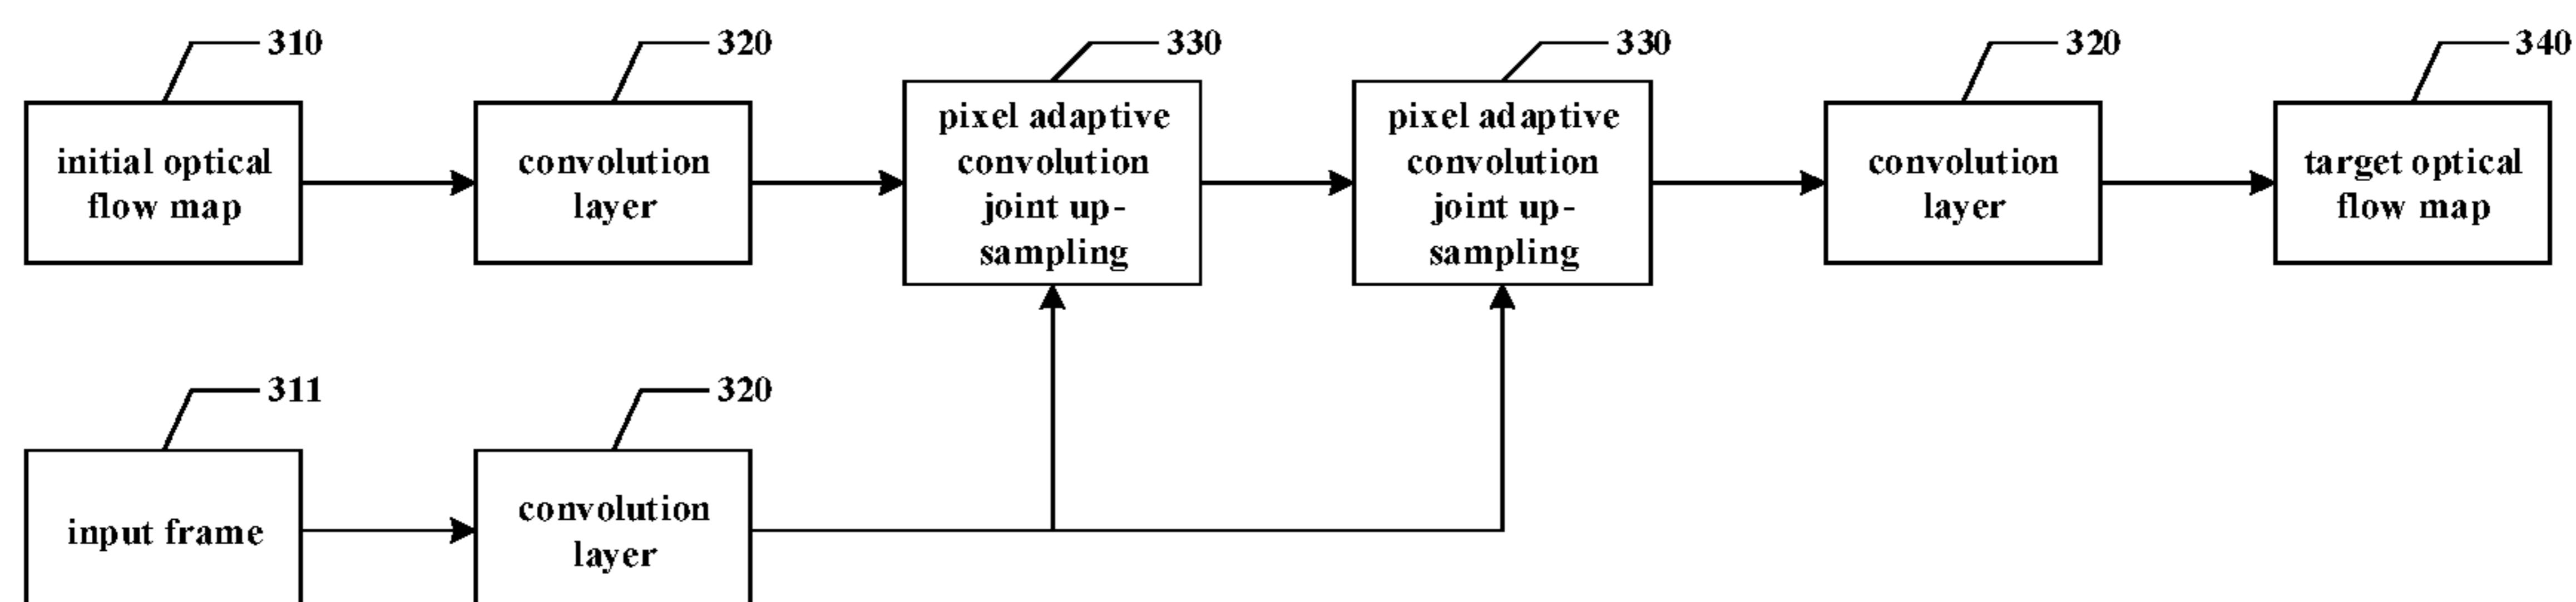 310
320
330
330
320
340
initial optical
flow map
convolution
layer
pixel adaptive
convolution
joint up-
sampling
pixel adaptive
convolution
joint up-
sampling
convolution
layer
target optical
flow map
311
320
input frame
convolution
layer